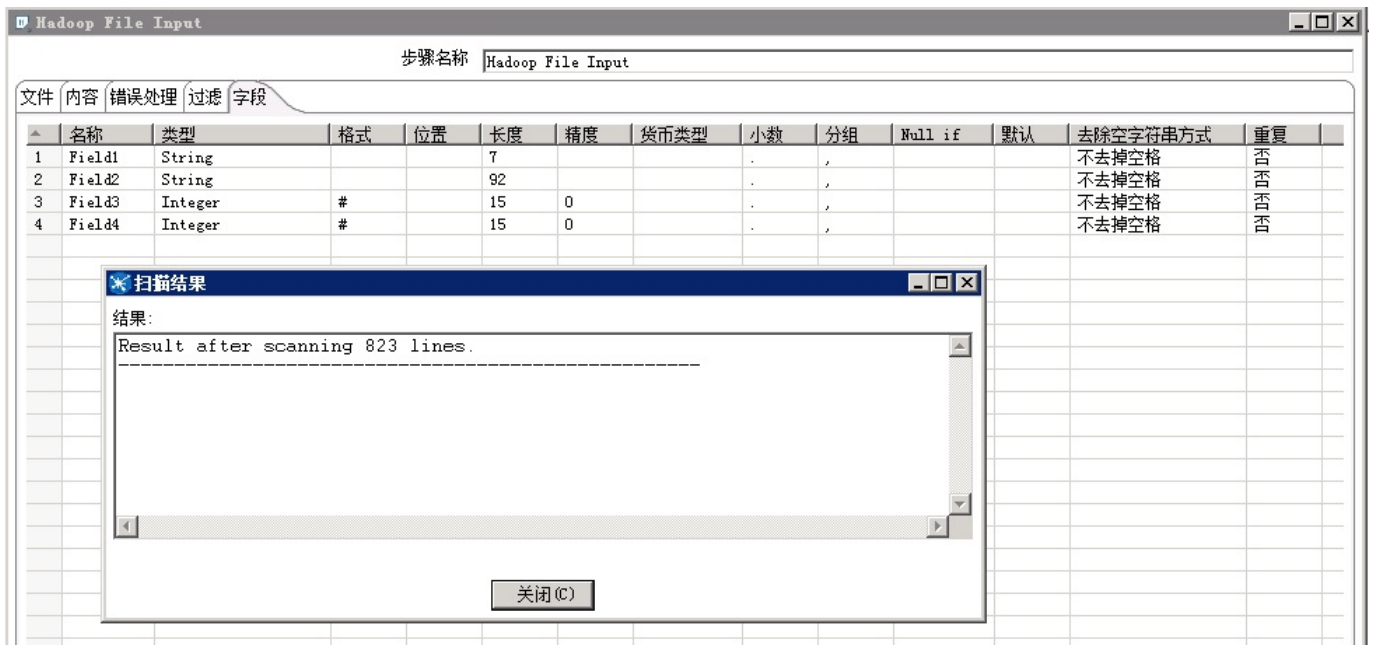 Hadoop File Input
步骤名称 Hadoop File Input
文件 内容 错误处理 过滤 字段
名称 类型 格式 位置 长度 精度 货币类型 小数 分组 Null if 默认 去除空字符串方式 重复
1 Field1 String 7 . , 不去掉空格 否
2 Field2 String 92 . , 不去掉空格 否
3 Field3 Integer # 15 0 . , 不去掉空格 否
4 Field4 Integer # 15 0 . , 不去掉空格 否
扫描结果
结果:
Result after scanning 823 lines.
----------------------------------------------------
关闭(C)